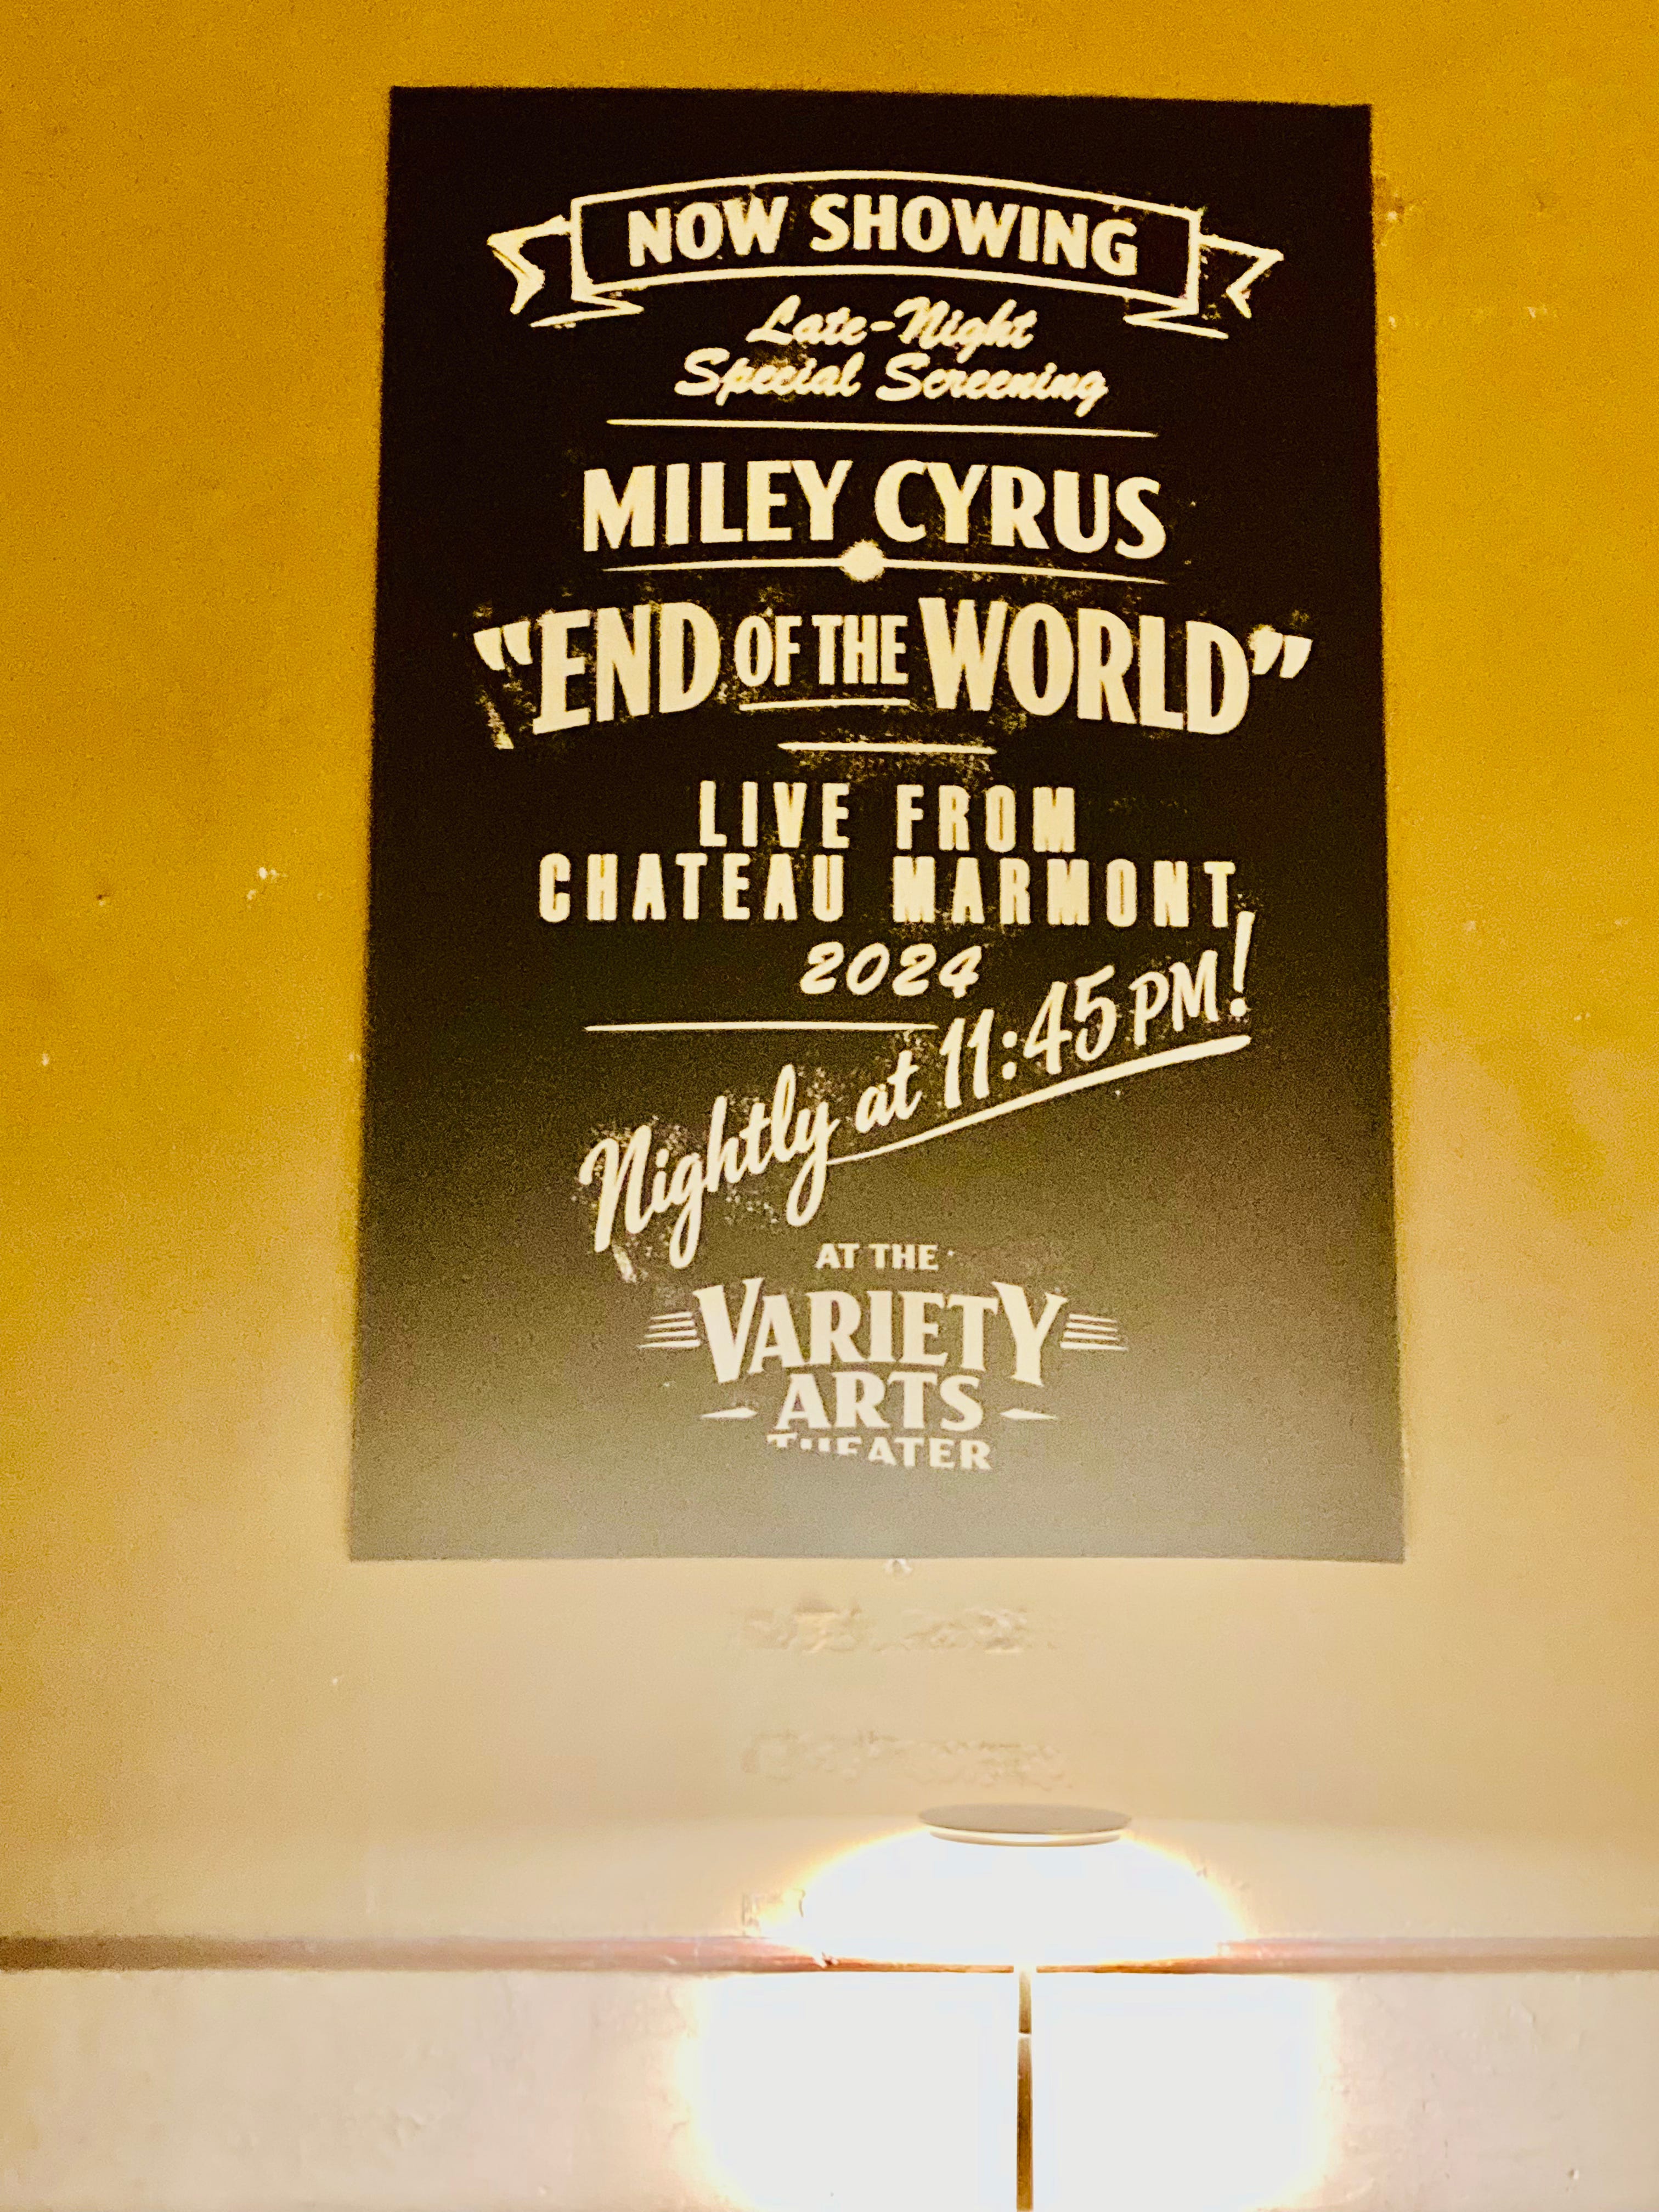 NOW SHOWING
Late-Night
Special Screening
MILEY CYRUS
"END OF THE WORLD"
LIVE FROM
CHATEAU MARMONT,
2024
Nightly at 11:45 PM!
AT THE
VARIETY
ARTS
THEATER